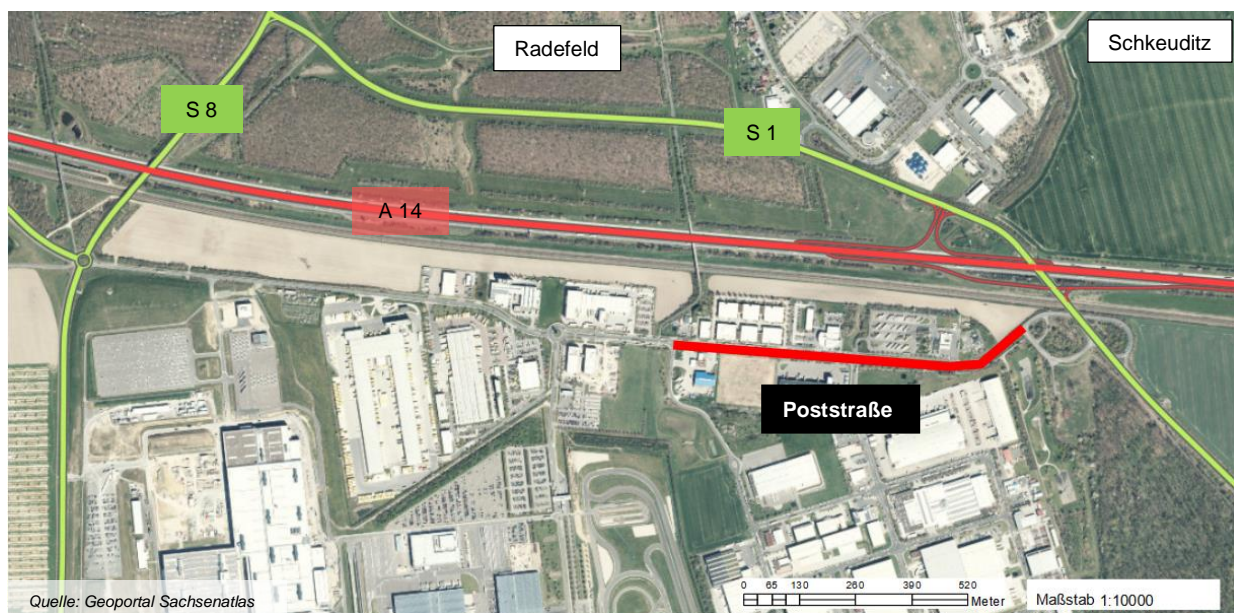 Radefeld
Schkeuditz
S 8
S 1
A 14
Poststraße
0 65 130 260 390 520
Meter
Maßstab 1:10000
Quelle: Geoportal Sachsenatlas